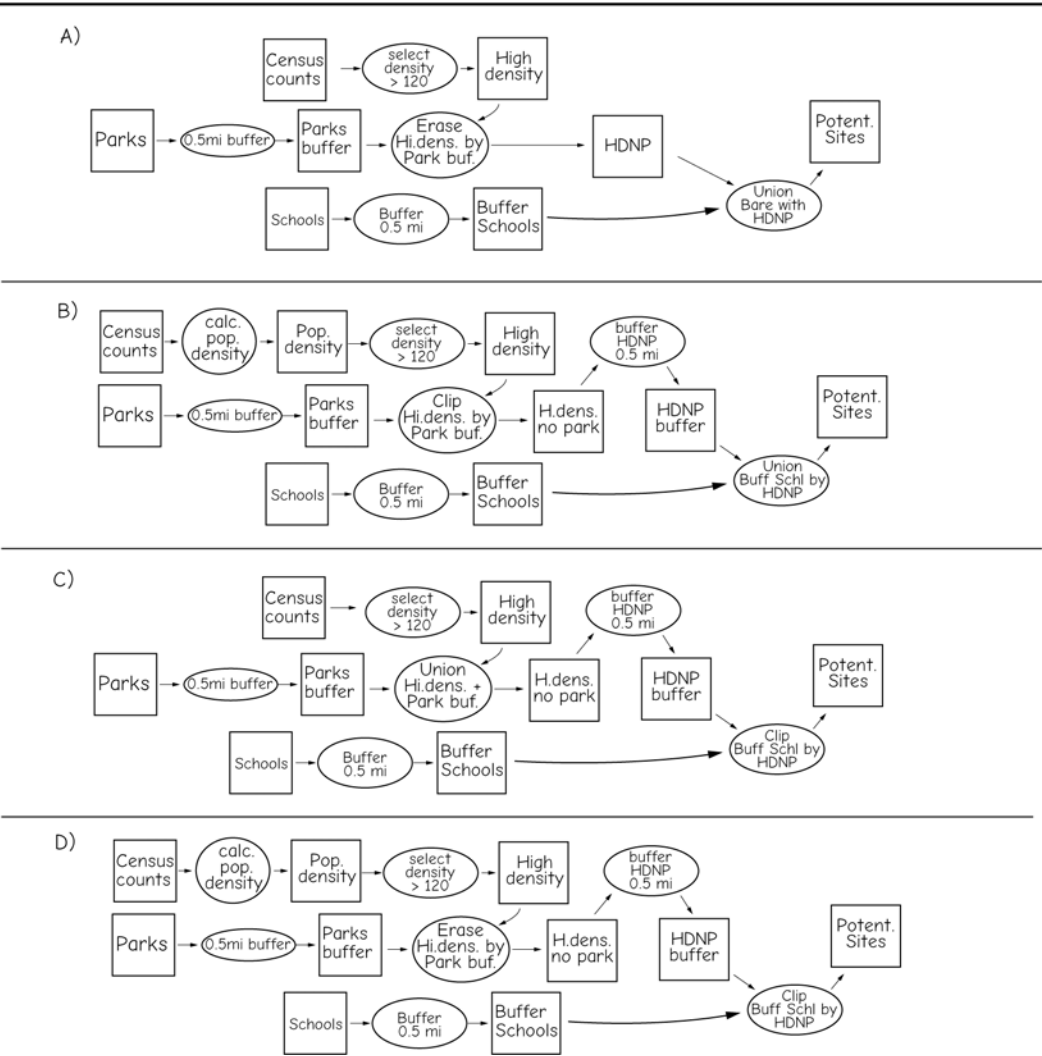 A)
Census
counts
select
density
> 120
High
density
Parks
0.5mi buffer
Parks
buffer
Erase
Hi.dens. by
Park buf.
HDNP
Potent.
Sites
Schools
Buffer
0.5 mi
Buffer
Schools
Union
Bare with
HDNP
B)
Census
counts
calc.
pop.
density
Pop.
density
select
density
> 120
High
density
buffer
HDNP
0.5 mi
Parks
0.5mi buffer
Parks
buffer
Clip
Hi.dens. by
Park buf.
H.dens.
no park
HDNP
buffer
Potent.
Sites
Schools
Buffer
0.5 mi
Buffer
Schools
Union
Buff Schl by
HDNP
C)
Census
counts
select
density
> 120
High
density
buffer
HDNP
0.5 mi
Parks
0.5mi buffer
Parks
buffer
Union
Hi.dens. +
Park buf.
H.dens.
no park
HDNP
buffer
Potent.
Sites
Schools
Buffer
0.5 mi
Buffer
Schools
Clip
Buff Schl by
HDNP
D)
Census
counts
calc.
pop.
density
Pop.
density
select
density
> 120
High
density
buffer
HDNP
0.5 mi
Parks
0.5mi buffer
Parks
buffer
Erase
Hi.dens. by
Park buf.
H.dens.
no park
HDNP
buffer
Potent.
Sites
Schools
Buffer
0.5 mi
Buffer
Schools
Clip
Buff Schl by
HDNP